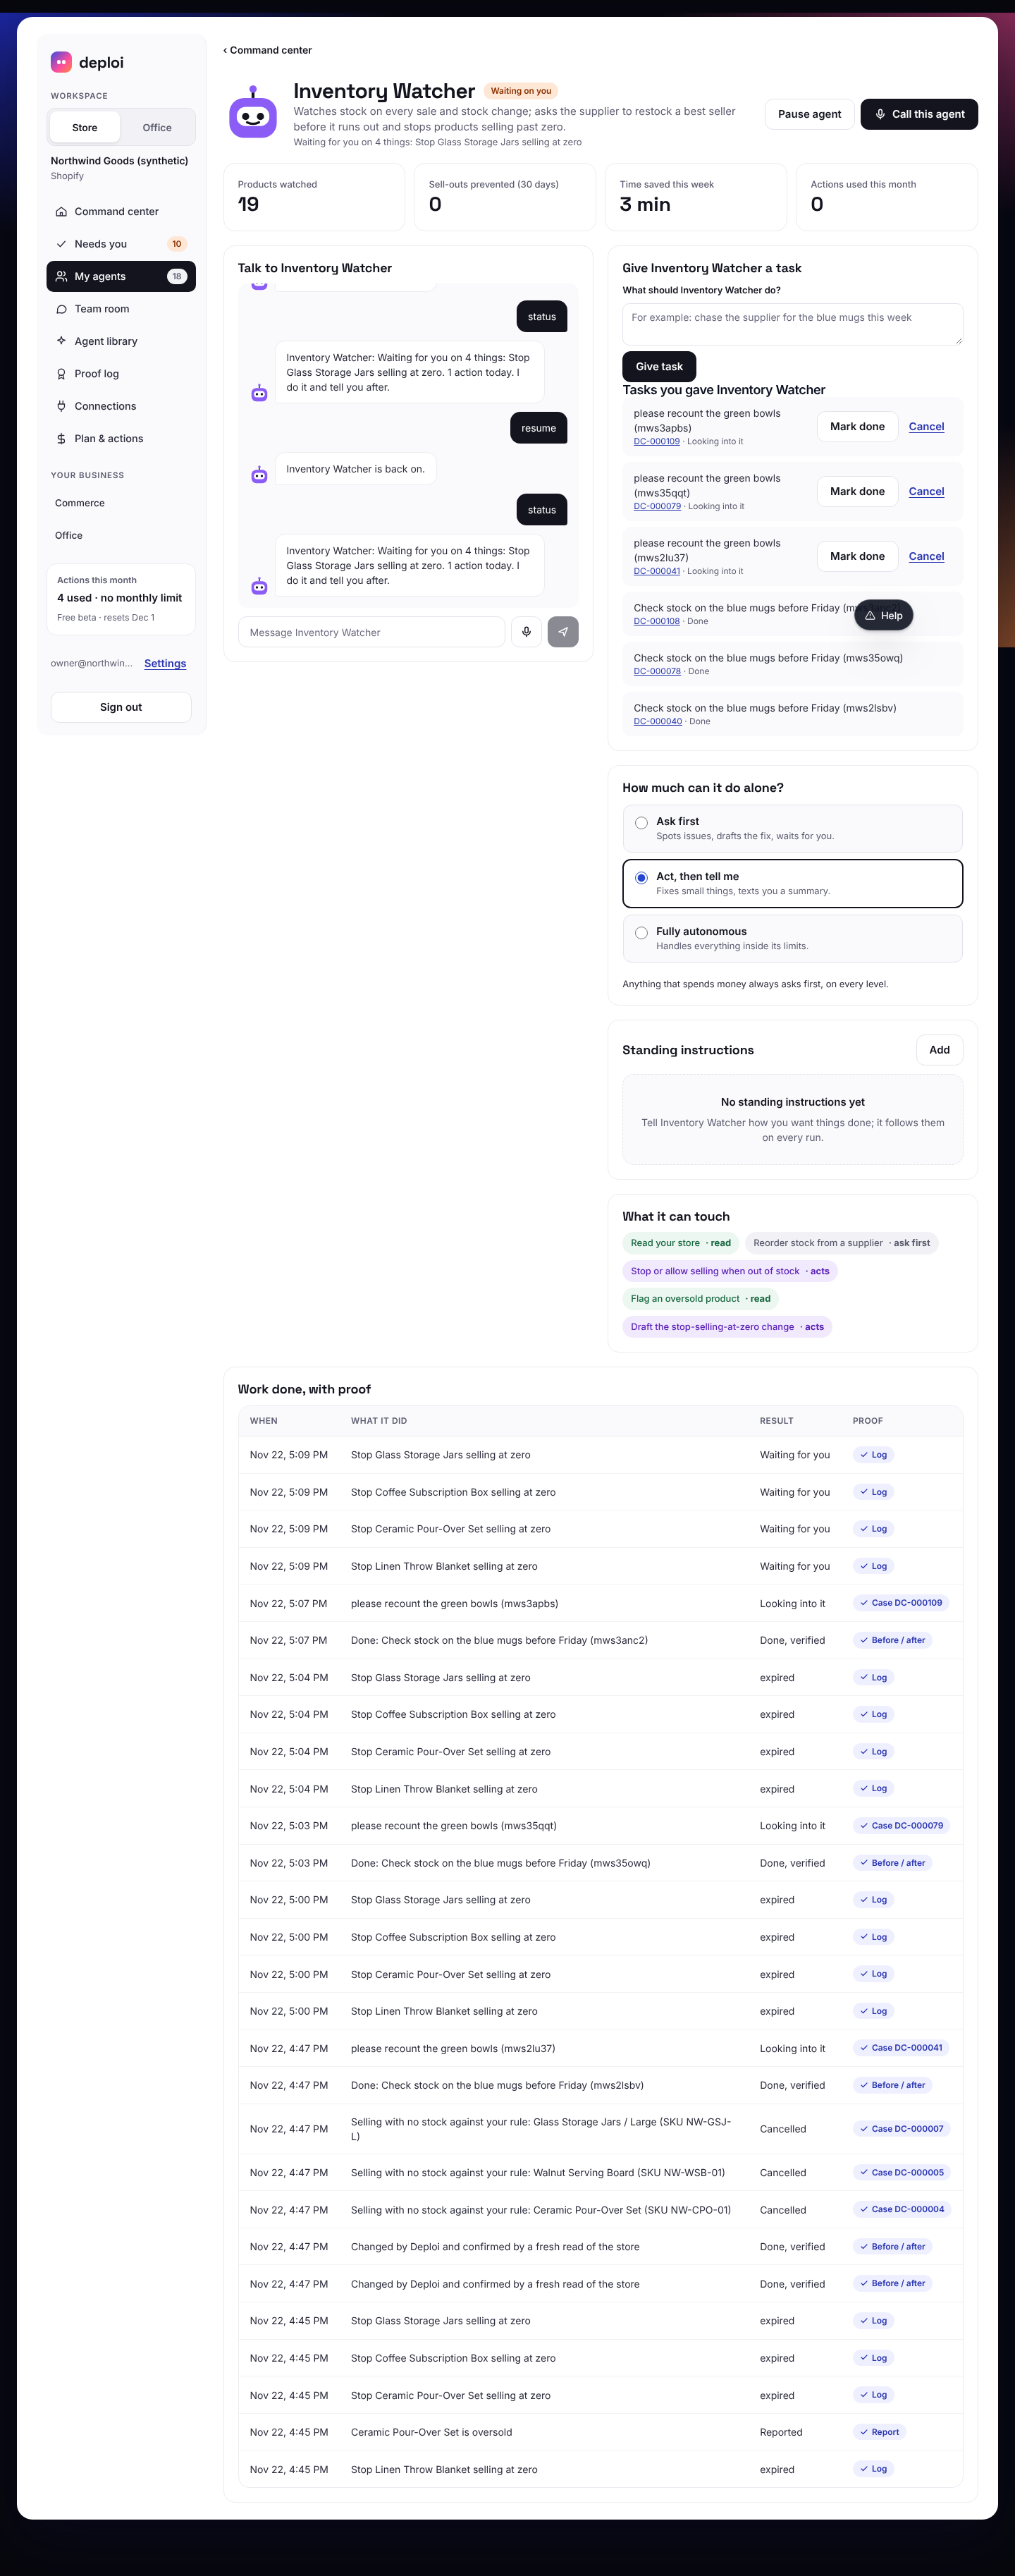 deploi
WORKSPACE
Store
Office
Northwind Goods (synthetic)
Shopify
Command center
Needs you
10
My agents
18
Team room
Agent library
Proof log
Connections
Plan & actions
YOUR BUSINESS
Commerce
Office
Actions this month
4 used · no monthly limit
Free beta · resets Dec 1
owner@northwin...
Settings
Sign out
‹ Command center
Inventory Watcher
Waiting on you
Watches stock on every sale and stock change; asks the supplier to restock a best seller
before it runs out and stops products selling past zero.
Waiting for you on 4 things: Stop Glass Storage Jars selling at zero
Pause agent
Call this agent
Products watched
19
Sell-outs prevented (30 days)
0
Time saved this week
3 min
Actions used this month
0
Talk to Inventory Watcher
status
Inventory Watcher: Waiting for you on 4 things: Stop
Glass Storage Jars selling at zero. 1 action today. I
do it and tell you after.
resume
Inventory Watcher is back on.
status
Inventory Watcher: Waiting for you on 4 things: Stop
Glass Storage Jars selling at zero. 1 action today. I
do it and tell you after.
Message Inventory Watcher
Give Inventory Watcher a task
What should Inventory Watcher do?
For example: chase the supplier for the blue mugs this week
Give task
Tasks you gave Inventory Watcher
please recount the green bowls
(mws3apbs)
DC-000109 · Looking into it
Mark done
Cancel
please recount the green bowls
(mws35qqt)
DC-000079 · Looking into it
Mark done
Cancel
please recount the green bowls
(mws2lu37)
DC-000041 · Looking into it
Mark done
Cancel
Check stock on the blue mugs before Friday
DC-000108 · Done
Help
Check stock on the blue mugs before Friday (mws35owq)
DC-000078 · Done
Check stock on the blue mugs before Friday (mws2lsbv)
DC-000040 · Done
How much can it do alone?
Ask first
Spots issues, drafts the fix, waits for you.
Act, then tell me
Fixes small things, texts you a summary.
Fully autonomous
Handles everything inside its limits.
Anything that spends money always asks first, on every level.
Standing instructions
Add
No standing instructions yet
Tell Inventory Watcher how you want things done; it follows them
on every run.
What it can touch
Read your store · read
Reorder stock from a supplier · ask first
Stop or allow selling when out of stock · acts
Flag an oversold product · read
Draft the stop-selling-at-zero change · acts
Work done, with proof
WHEN WHAT IT DID RESULT PROOF
Nov 22, 5:09 PM Stop Glass Storage Jars selling at zero Waiting for you Log
Nov 22, 5:09 PM Stop Coffee Subscription Box selling at zero Waiting for you Log
Nov 22, 5:09 PM Stop Ceramic Pour-Over Set selling at zero Waiting for you Log
Nov 22, 5:09 PM Stop Linen Throw Blanket selling at zero Waiting for you Log
Nov 22, 5:07 PM please recount the green bowls (mws3apbs) Looking into it Case DC-000109
Nov 22, 5:07 PM Done: Check stock on the blue mugs before Friday (mws3anc2) Done, verified Before / after
Nov 22, 5:04 PM Stop Glass Storage Jars selling at zero expired Log
Nov 22, 5:04 PM Stop Coffee Subscription Box selling at zero expired Log
Nov 22, 5:04 PM Stop Ceramic Pour-Over Set selling at zero expired Log
Nov 22, 5:04 PM Stop Linen Throw Blanket selling at zero expired Log
Nov 22, 5:03 PM please recount the green bowls (mws35qqt) Looking into it Case DC-000079
Nov 22, 5:03 PM Done: Check stock on the blue mugs before Friday (mws35owq) Done, verified Before / after
Nov 22, 5:00 PM Stop Glass Storage Jars selling at zero expired Log
Nov 22, 5:00 PM Stop Coffee Subscription Box selling at zero expired Log
Nov 22, 5:00 PM Stop Ceramic Pour-Over Set selling at zero expired Log
Nov 22, 5:00 PM Stop Linen Throw Blanket selling at zero expired Log
Nov 22, 4:47 PM please recount the green bowls (mws2lu37) Looking into it Case DC-000041
Nov 22, 4:47 PM Done: Check stock on the blue mugs before Friday (mws2lsbv) Done, verified Before / after
Nov 22, 4:47 PM Selling with no stock against your rule: Glass Storage Jars / Large (SKU NW-GSJ-
L) Cancelled Case DC-000007
Nov 22, 4:47 PM Selling with no stock against your rule: Walnut Serving Board (SKU NW-WSB-01) Cancelled Case DC-000005
Nov 22, 4:47 PM Selling with no stock against your rule: Ceramic Pour-Over Set (SKU NW-CPO-01) Cancelled Case DC-000004
Nov 22, 4:47 PM Changed by Deploi and confirmed by a fresh read of the store Done, verified Before / after
Nov 22, 4:47 PM Changed by Deploi and confirmed by a fresh read of the store Done, verified Before / after
Nov 22, 4:45 PM Stop Glass Storage Jars selling at zero expired Log
Nov 22, 4:45 PM Stop Coffee Subscription Box selling at zero expired Log
Nov 22, 4:45 PM Stop Ceramic Pour-Over Set selling at zero expired Log
Nov 22, 4:45 PM Ceramic Pour-Over Set is oversold Reported Report
Nov 22, 4:45 PM Stop Linen Throw Blanket selling at zero expired Log